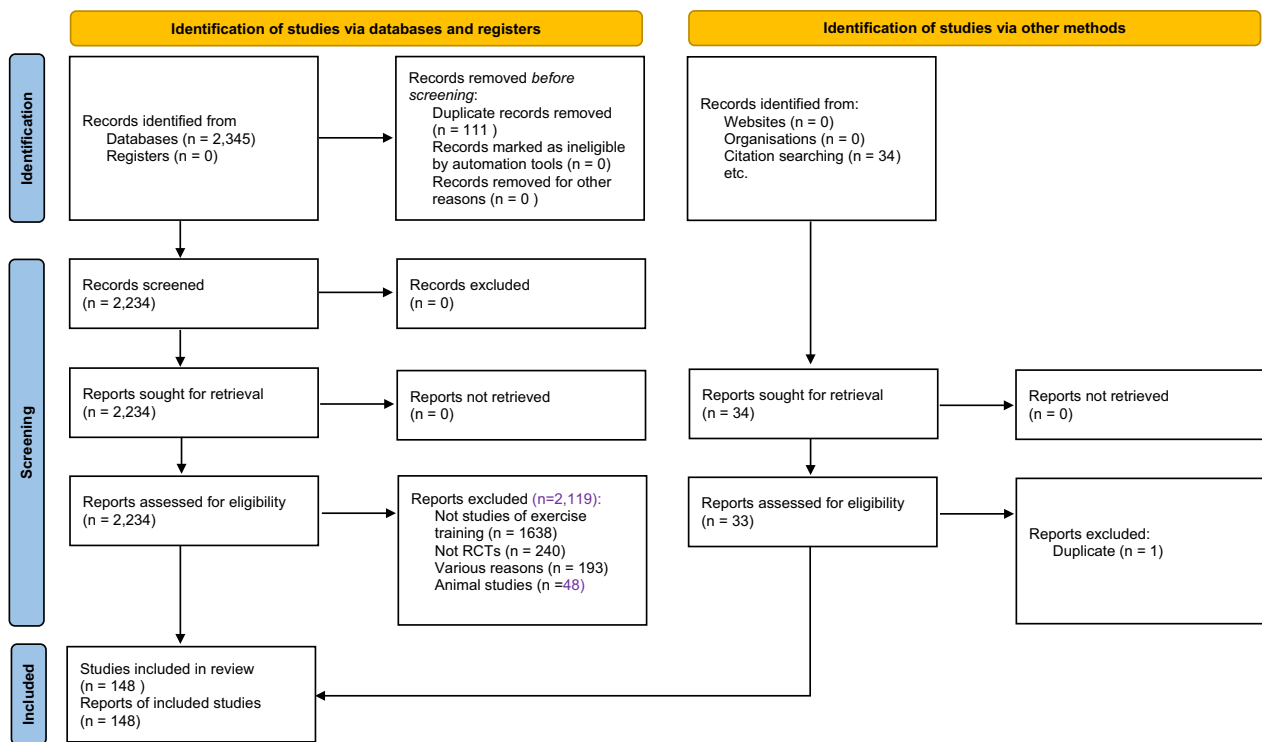 Identification of studies via databases and registers
Identification of studies via other methods
Identification
Records identified from
Databases (n = 2,345)
Registers (n = 0)
Records removed before
screening:
Duplicate records removed
(n = 111 )
Records marked as ineligible
by automation tools (n = 0)
Records removed for other
reasons (n = 0 )
Records identified from:
Websites (n = 0)
Organisations (n = 0)
Citation searching (n = 34)
etc.
Screening
Records screened
(n = 2,234)
Records excluded
(n = 0)
Reports sought for retrieval
(n = 2,234)
Reports not retrieved
(n = 0)
Reports sought for retrieval
(n = 34)
Reports not retrieved
(n = 0)
Reports assessed for eligibility
(n = 2,234)
Reports excluded (n=2,119):
Not studies of exercise
training (n = 1638)
Not RCTs (n = 240)
Various reasons (n = 193)
Animal studies (n =48)
Reports assessed for eligibility
(n = 33)
Reports excluded:
Duplicate (n = 1)
Included
Studies included in review
(n = 148 )
Reports of included studies
(n = 148)